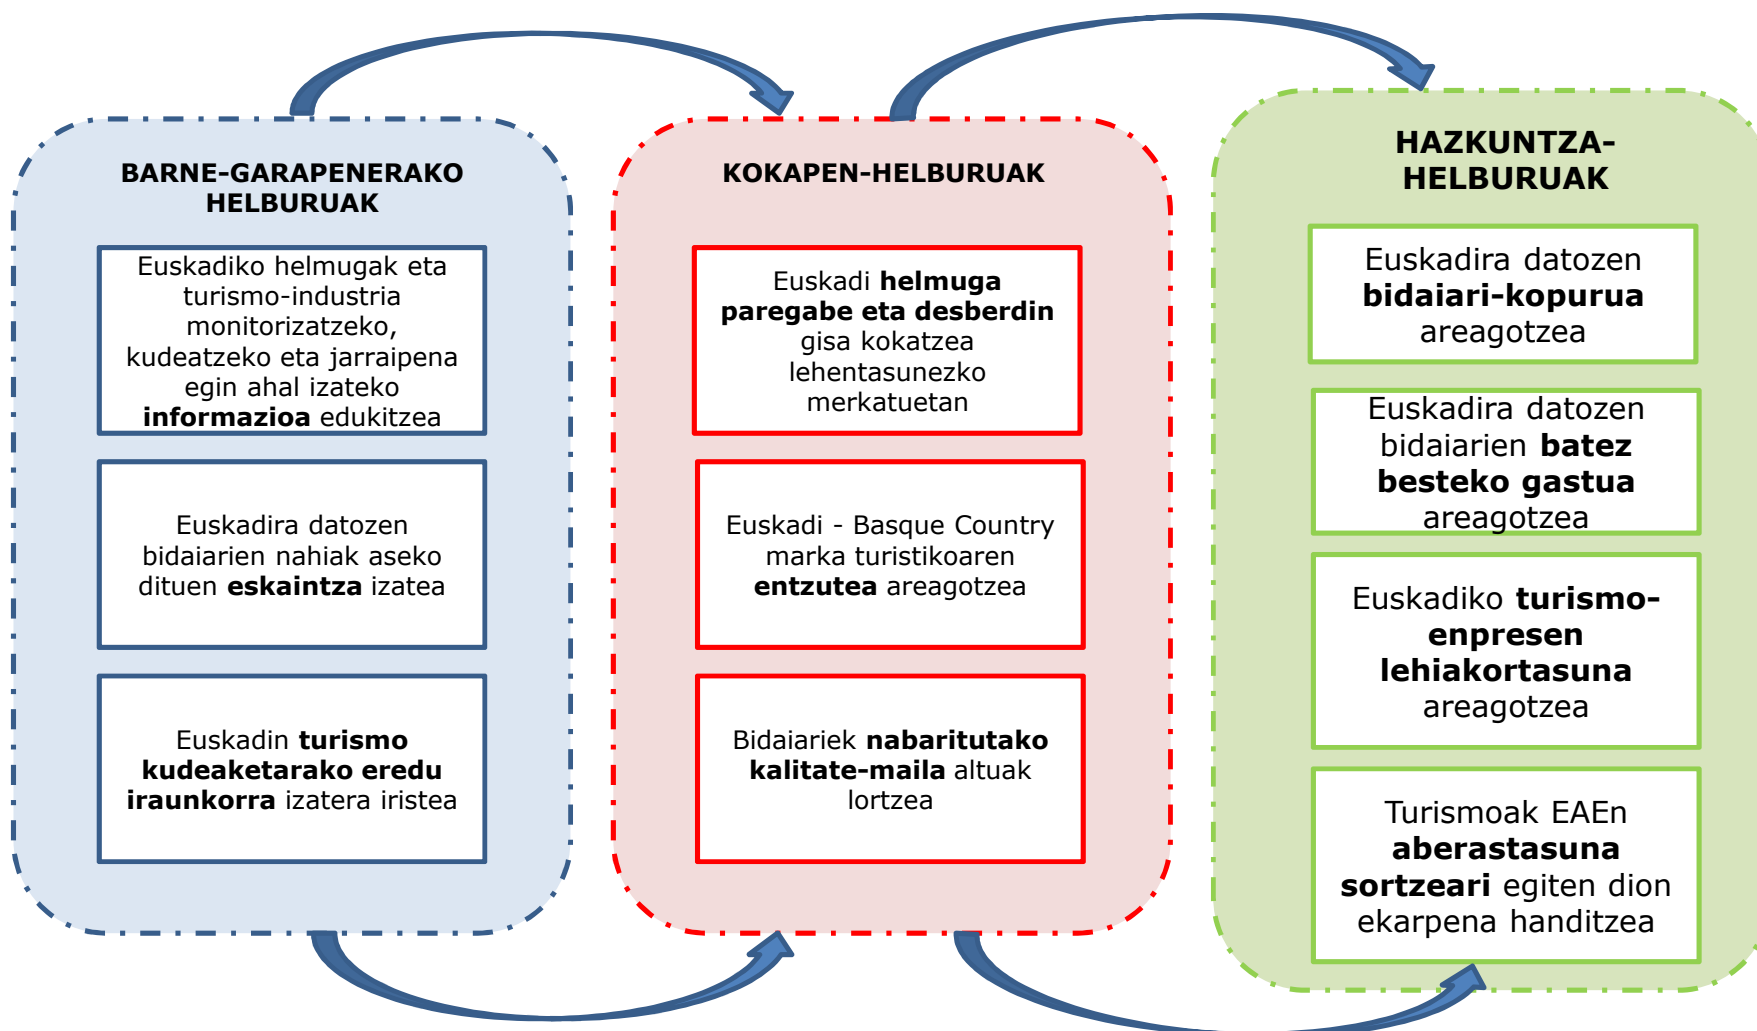 BARNE-GARAPENERAKO
HELBURUAK
Euskadiko helmugak eta
turismo-industria
monitorizatzeko,
kudeatzeko eta jarraipena
egin ahal izateko
informazioa edukitzea
Euskadira datozen
bidaiarien nahiak aseko
dituen eskaintza izatea
Euskadin turismo
kudeaketarako eredu
iraunkorra izatera iristea
KOKAPEN-HELBURUAK
Euskadi helmuga
paregabe eta desberdin
gisa kokatzea
lehentasunezko
merkatuetan
Euskadi - Basque Country
marka turistikoaren
entzutea areagotzea
Bidaiariek nabaritutako
kalitate-maila altuak
lortzea
HAZKUNTZA-
HELBURUAK
Euskadira datozen
bidaiari-kopurua
areagotzea
Euskadira datozen
bidaiarien batez
besteko gastua
areagotzea
Euskadiko turismo-
enpresen
lehiakortasuna
areagotzea
Turismoak EAEn
aberastasuna
sortzeari egiten dion
ekarpena handitzea